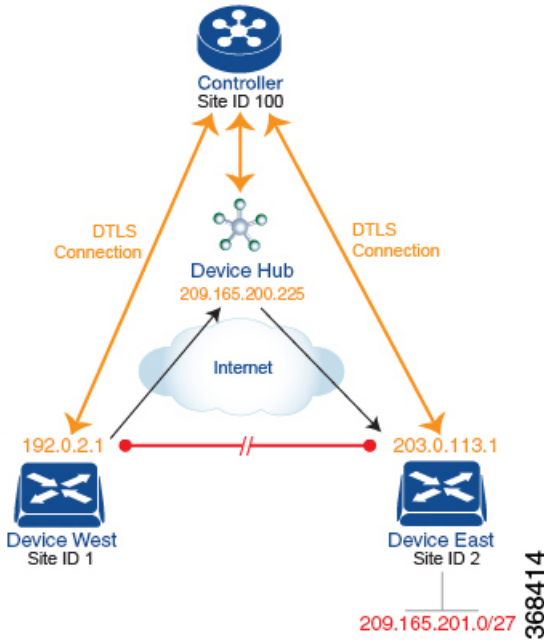 Controller
Site ID 100
DTLS
Connection
DTLS
Connection
Device Hub
209.165.200.225
Internet
192.0.2.1
203.0.113.1
Device West
Site ID 1
Device East
Site ID 2
209.165.201.0/27
368414